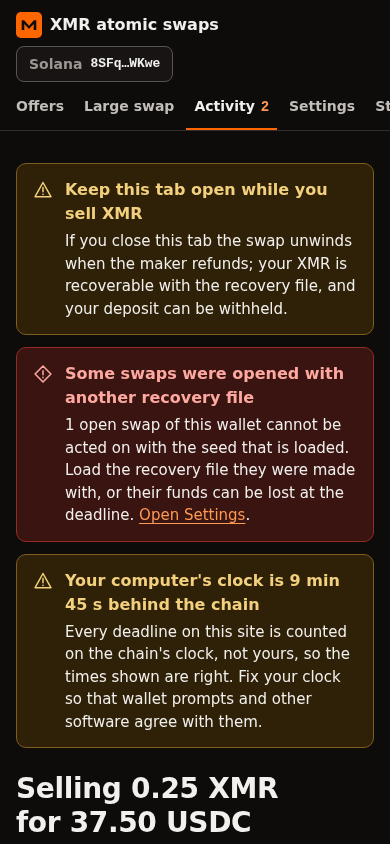 XMR atomic swaps
Solana 8SFq…WKwe
Offers Large swap Activity 2 Settings
Keep this tab open while you
sell XMR
If you close this tab the swap unwinds
when the maker refunds; your XMR is
recoverable with the recovery file, and
your deposit can be withheld.
Some swaps were opened with
another recovery file
1 open swap of this wallet cannot be
acted on with the seed that is loaded.
Load the recovery file they were made
with, or their funds can be lost at the
deadline. Open Settings.
Your computer's clock is 9 min
45 s behind the chain
Every deadline on this site is counted
on the chain's clock, not yours, so the
times shown are right. Fix your clock
so that wallet prompts and other
software agree with them.
Selling 0.25 XMR
for 37.50 USDC